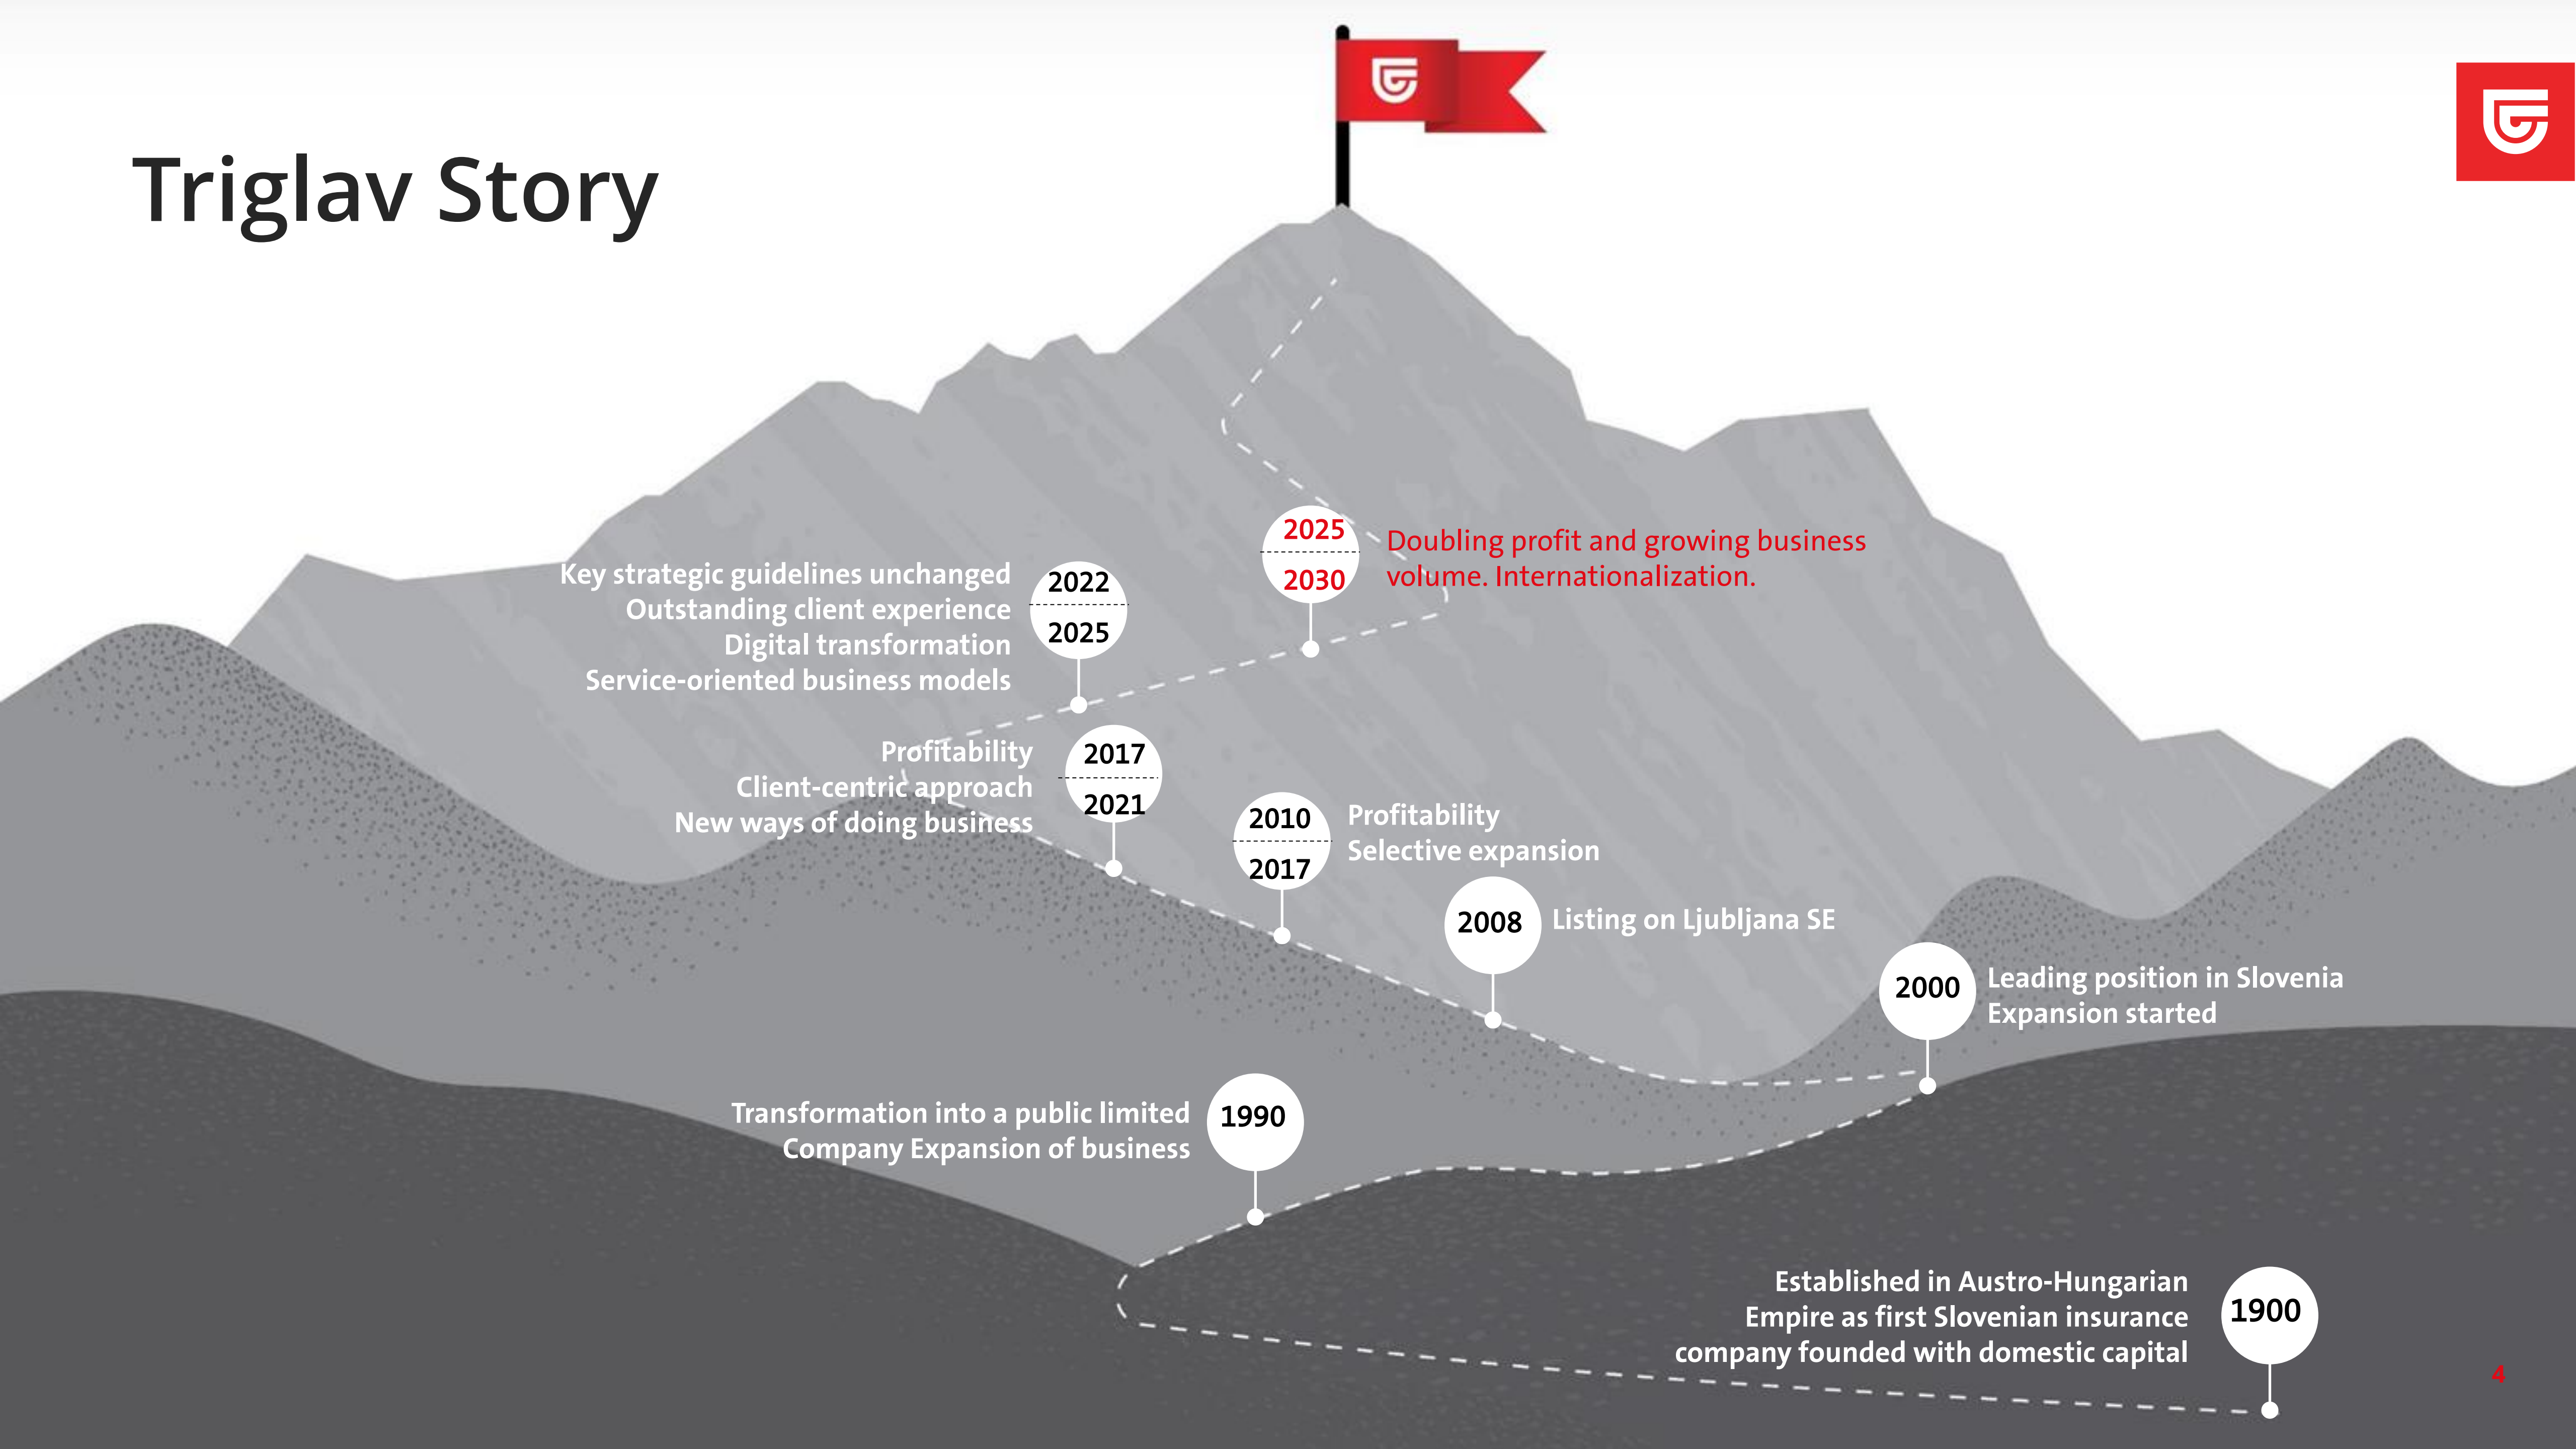 Triglav Story
2025
2030
Doubling profit and growing business
volume. Internationalization.
Key strategic guidelines unchanged
Outstanding client experience
Digital transformation
Service-oriented business models
2022
2025
Profitability
Client-centric approach
New ways of doing business
2017
2021
2010
2017
Profitability
Selective expansion
2008
Listing on Ljubljana SE
2000
Leading position in Slovenia
Expansion started
Transformation into a public limited
Company Expansion of business
1990
Established in Austro-Hungarian
Empire as first Slovenian insurance
company founded with domestic capital
1900
4